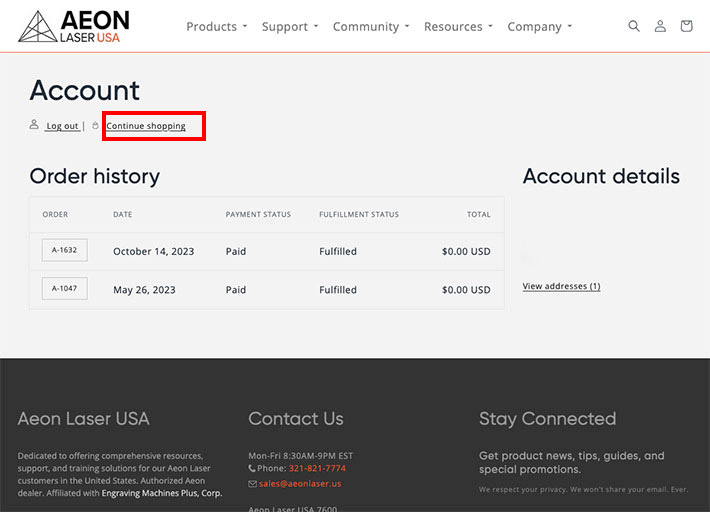 AEON
LASER USA
Products Support Community Resources Company
Account
Log out | Continue shopping
Order history
Account details
ORDER DATE PAYMENT STATUS FULFILLMENT STATUS TOTAL
A-1632 October 14, 2023 Paid Fulfilled $0.00 USD
A-1047 May 26, 2023 Paid Fulfilled $0.00 USD
View addresses (1)
Aeon Laser USA
Dedicated to offering comprehensive resources,
support, and training solutions for our Aeon Laser
customers in the United States. Authorized Aeon
dealer. Affiliated with Engraving Machines Plus, Corp.
Contact Us
Mon-Fri 8:30AM-9PM EST
Phone: 321-821-7774
sales@aeonlaser.us
Aeon Laser USA 7600
Stay Connected
Get product news, tips, guides, and
special promotions.
We respect your privacy. We won't share your email. Ever.